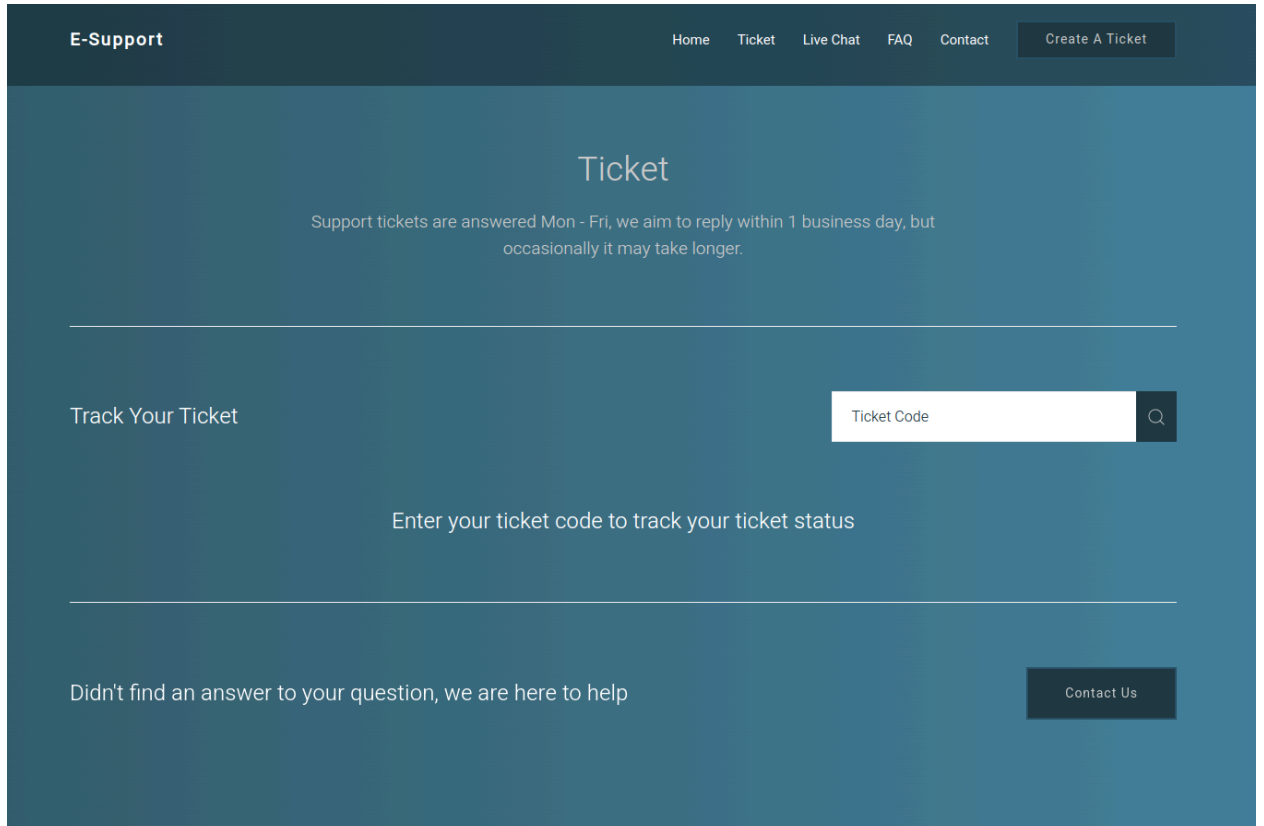 E-Support
Home Ticket Live Chat FAQ Contact Create A Ticket
Ticket
Support tickets are answered Mon - Fri, we aim to reply within 1 business day, but
occasionally it may take longer.
Track Your Ticket
Ticket Code
Enter your ticket code to track your ticket status
Didn't find an answer to your question, we are here to help
Contact Us